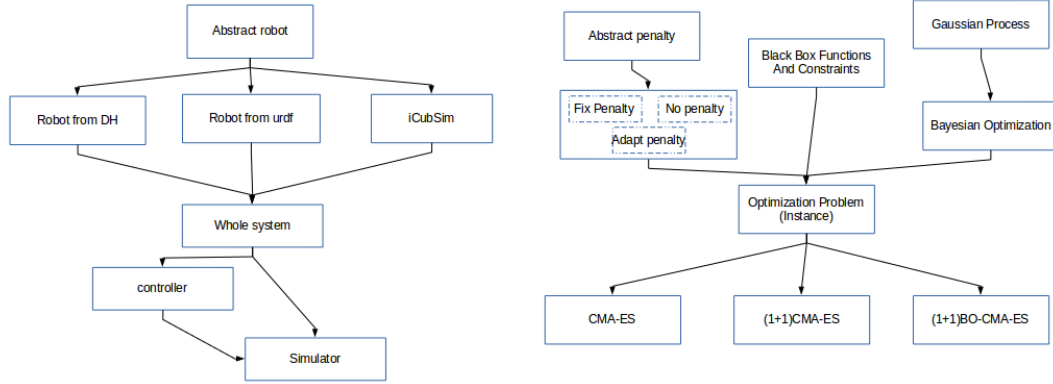 Abstract robot
Robot from DH
Robot from urdf
iCubSim
Whole system
controller
Simulator
Abstract penalty
Black Box Functions
And Constraints
Gaussian Process
Fix Penalty
No penalty
Adapt penalty
Bayesian Optimization
Optimization Problem
(Instance)
CMA-ES
(1+1)CMA-ES
(1+1)BO-CMA-ES